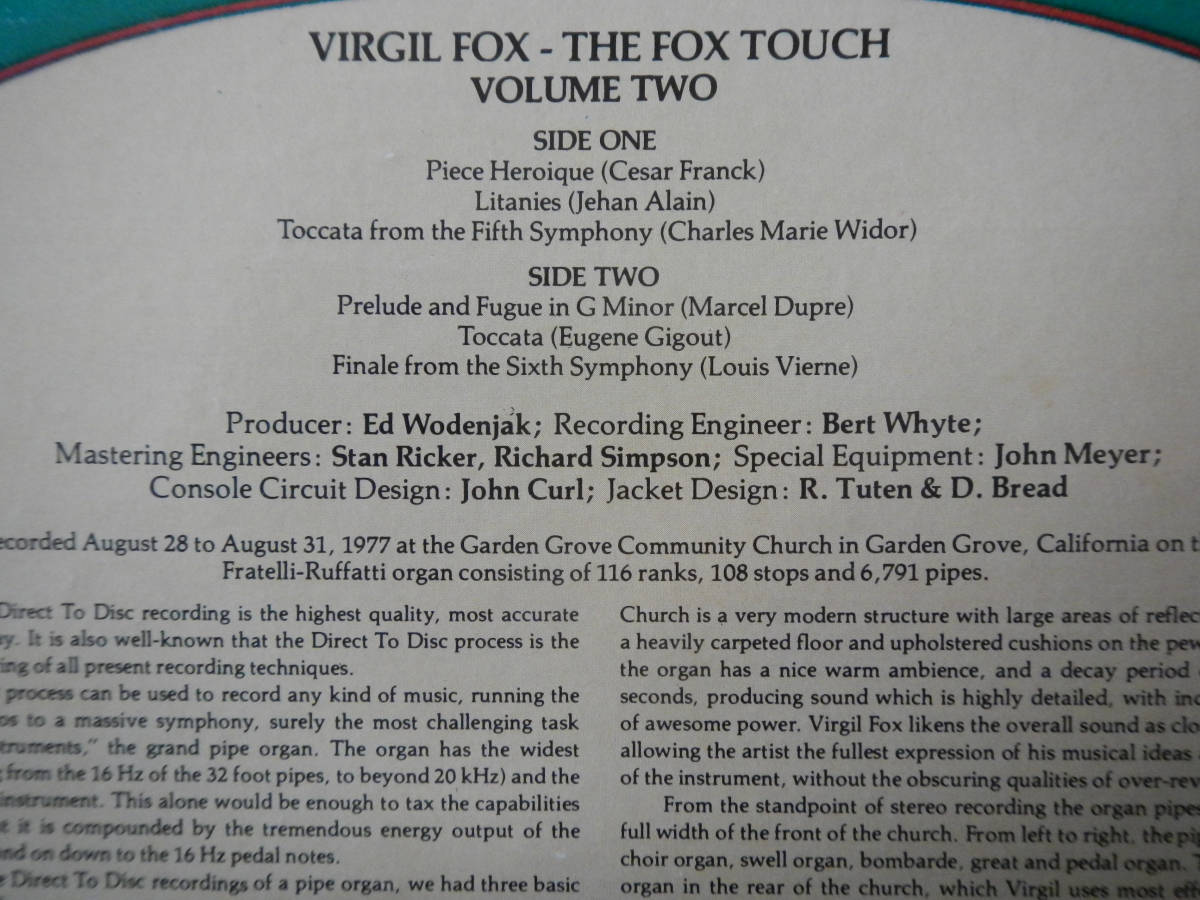 VIRGIL FOX - THE FOX TOUCH
VOLUME TWO
SIDE ONE
Piece Heroique (Cesar Franck)
Litanies (Jehan Alain)
Toccata from the Fifth Symphony (Charles Marie Widor)
SIDE TWO
Prelude and Fugue in G Minor (Marcel Dupre)
Toccata (Eugene Gigout)
Finale from the Sixth Symphony (Louis Vierne)
Producer: Ed Wodenjak; Recording Engineer: Bert Whyte;
Mastering Engineers: Stan Ricker, Richard Simpson; Special Equipment: John Meyer;
Console Circuit Design: John Curl; Jacket Design: R. Tuten & D. Bread
ecorded August 28 to August 31, 1977 at the Garden Grove Community Church in Garden Grove, California on t
Fratelli-Ruffatti organ consisting of 116 ranks, 108 stops and 6,791 pipes.
Direct To Disc recording is the highest quality, most accurate
ry. It is also well-known that the Direct To Disc process is the
ing of all present recording techniques.
process can be used to record any kind of music, running the
os to a massive symphony, surely the most challenging task
truments," the grand pipe organ. The organ has the widest
from the 16 Hz of the 32 foot pipes, to beyond 20 kHz) and the
instrument. This alone would be enough to tax the capabilities
t it is compounded by the tremendous energy output of the
nd on down to the 16 Hz pedal notes.
e Direct To Disc recordings of a pipe organ, we had three basic
Church is a very modern structure with large areas of reflec
a heavily carpeted floor and upholstered cushions on the pew
the organ has a nice warm ambience, and a decay period
seconds, producing sound which is highly detailed, with inc
of awesome power. Virgil Fox likens the overall sound as clo
allowing the artist the fullest expression of his musical ideas
of the instrument, without the obscuring qualities of over-rev
From the standpoint of stereo recording the organ pipes
full width of the front of the church. From left to right, the pip
choir organ, swell organ, bombarde, great and pedal organ. T
organ in the rear of the church, which Virgil uses most effe